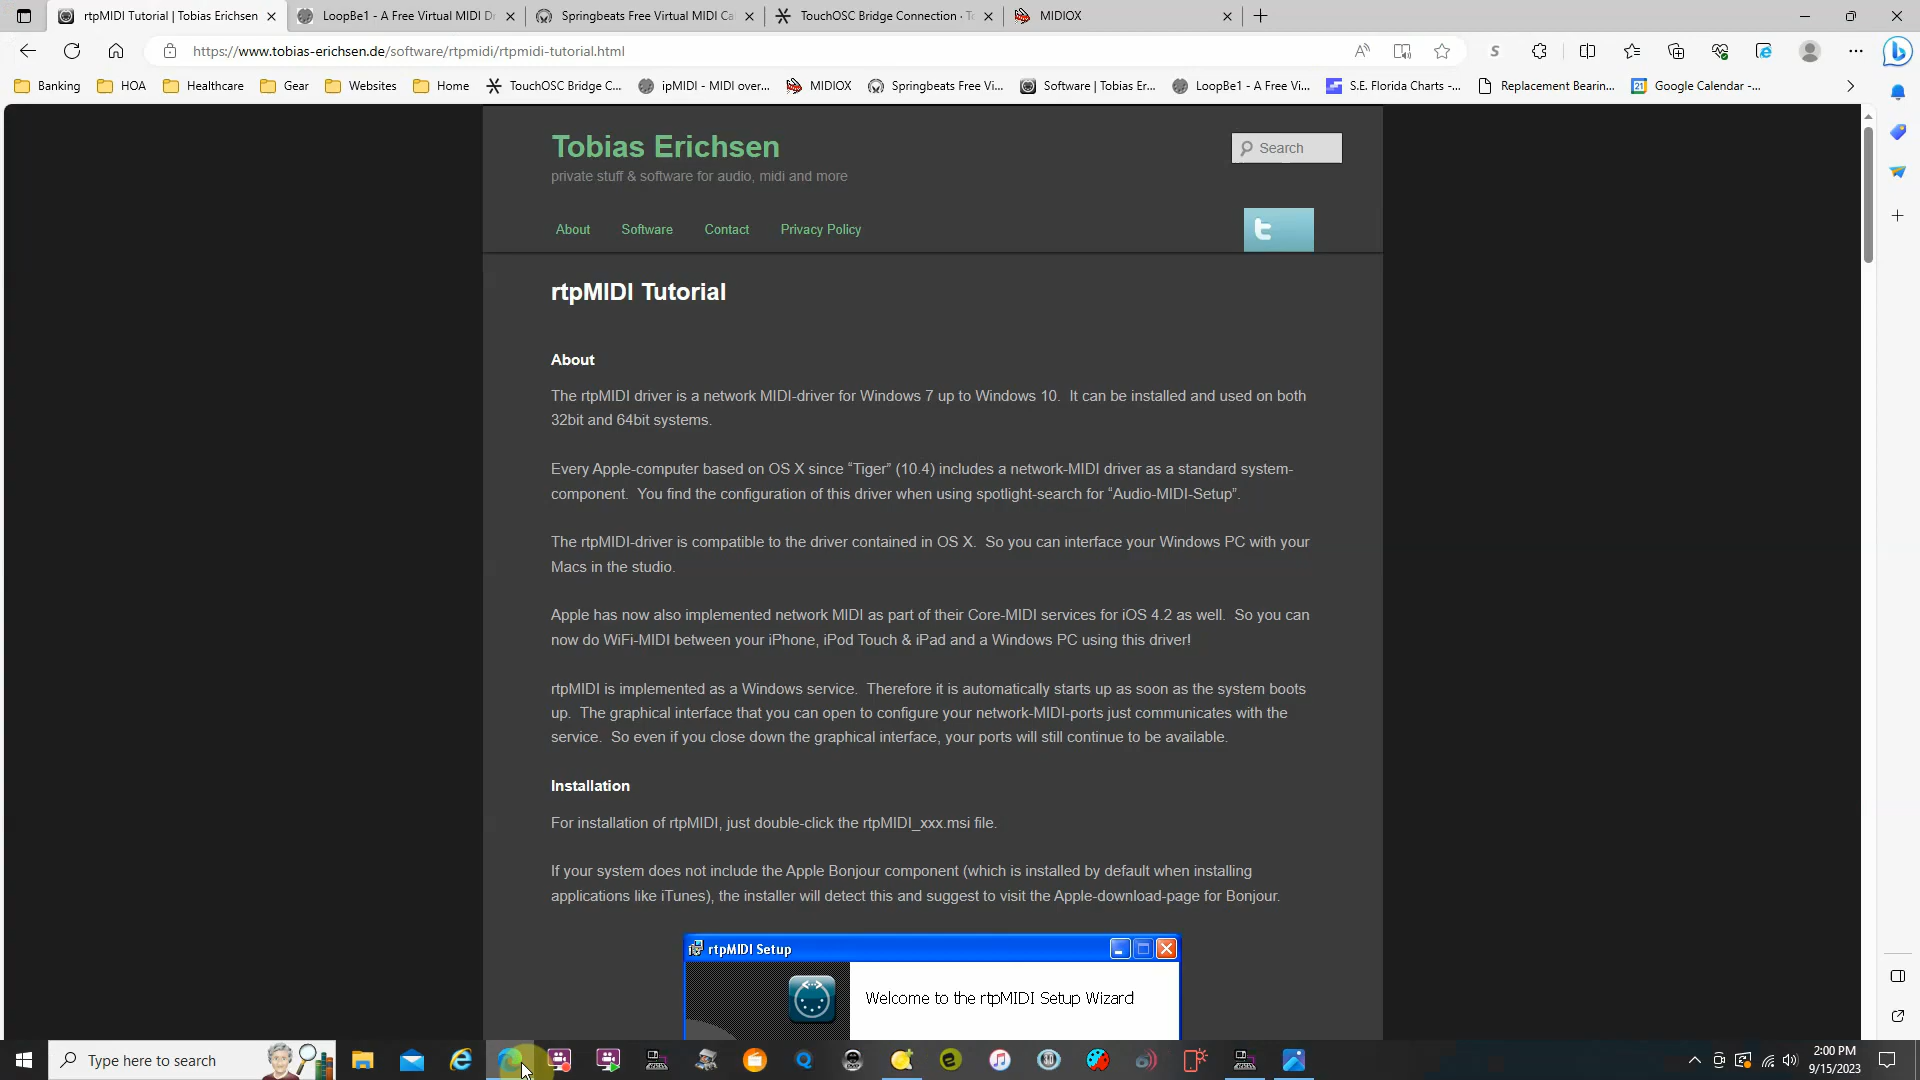 rtpMIDI Tutorial | Tobias Erichsen
LoopBe1 - A Free Virtual MIDI Dr
Springbeats Free Virtual MIDI Ca
TouchOSC Bridge Connection · To
MIDIOX
https://www.tobias-erichsen.de/software/rtpmidi/rtpmidi-tutorial.html
Banking
HOA
Healthcare
Gear
Websites
Home
TouchOSC Bridge C...
ipMIDI - MIDI over...
MIDIOX
Springbeats Free Vi...
Software | Tobias Er...
LoopBe1 - A Free Vi...
S.E. Florida Charts -...
Replacement Bearin...
Google Calendar -...
Tobias Erichsen
private stuff & software for audio, midi and more
Search
About
Software
Contact
Privacy Policy
rtpMIDI Tutorial
About
The rtpMIDI driver is a network MIDI-driver for Windows 7 up to Windows 10. It can be installed and used on both
32bit and 64bit systems.
Every Apple-computer based on OS X since “Tiger” (10.4) includes a network-MIDI driver as a standard system-
component. You find the configuration of this driver when using spotlight-search for “Audio-MIDI-Setup”.
The rtpMIDI-driver is compatible to the driver contained in OS X. So you can interface your Windows PC with your
Macs in the studio.
Apple has now also implemented network MIDI as part of their Core-MIDI services for iOS 4.2 as well. So you can
now do WiFi-MIDI between your iPhone, iPod Touch & iPad and a Windows PC using this driver!
rtpMIDI is implemented as a Windows service. Therefore it is automatically starts up as soon as the system boots
up. The graphical interface that you can open to configure your network-MIDI-ports just communicates with the
service. So even if you close down the graphical interface, your ports will still continue to be available.
Installation
For installation of rtpMIDI, just double-click the rtpMIDI_xxx.msi file.
If your system does not include the Apple Bonjour component (which is installed by default when installing
applications like iTunes), the installer will detect this and suggest to visit the Apple-download-page for Bonjour.
rtpMIDI Setup
Welcome to the rtpMIDI Setup Wizard
Type here to search
2:00 PM
9/15/2023